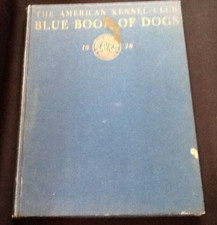 THE AMERICAN KENNEL CLUB
BLUE BOOK OF DOGS
19 38